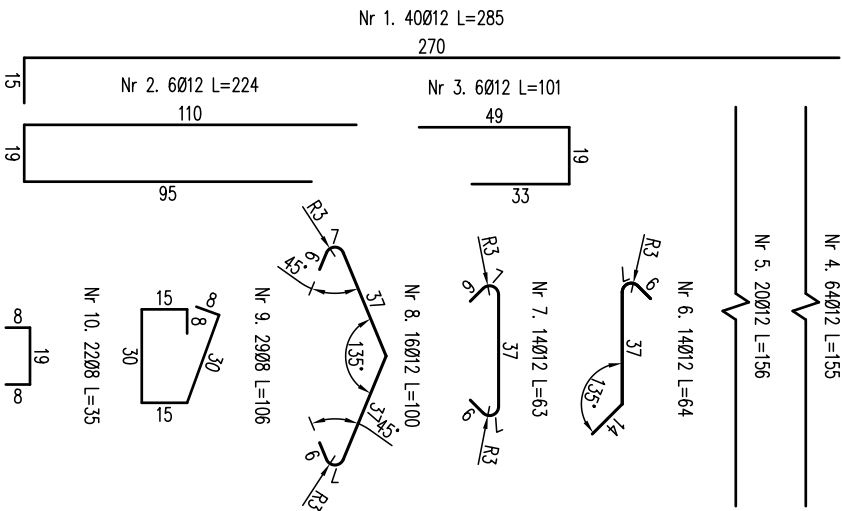 Nr 1. 40Ø12 L=285
270
15
Nr 2. 6Ø12 L=224
110
19
95
Nr 3. 6Ø12 L=101
49
19
33
Nr 4. 64Ø12 L=155
Nr 5. 20Ø12 L=156
Nr 6. 14Ø12 L=64
R3
7
6
37
135°
14
Nr 7. 14Ø12 L=63
R3
7
6
37
6
7
R3
Nr 8. 16Ø12 L=100
R3
7
6
45°
37
135°
37
45°
6
7
R3
Nr 9. 29Ø8 L=106
15
8
8
30
30
15
Nr 10. 22Ø8 L=35
8
19
8